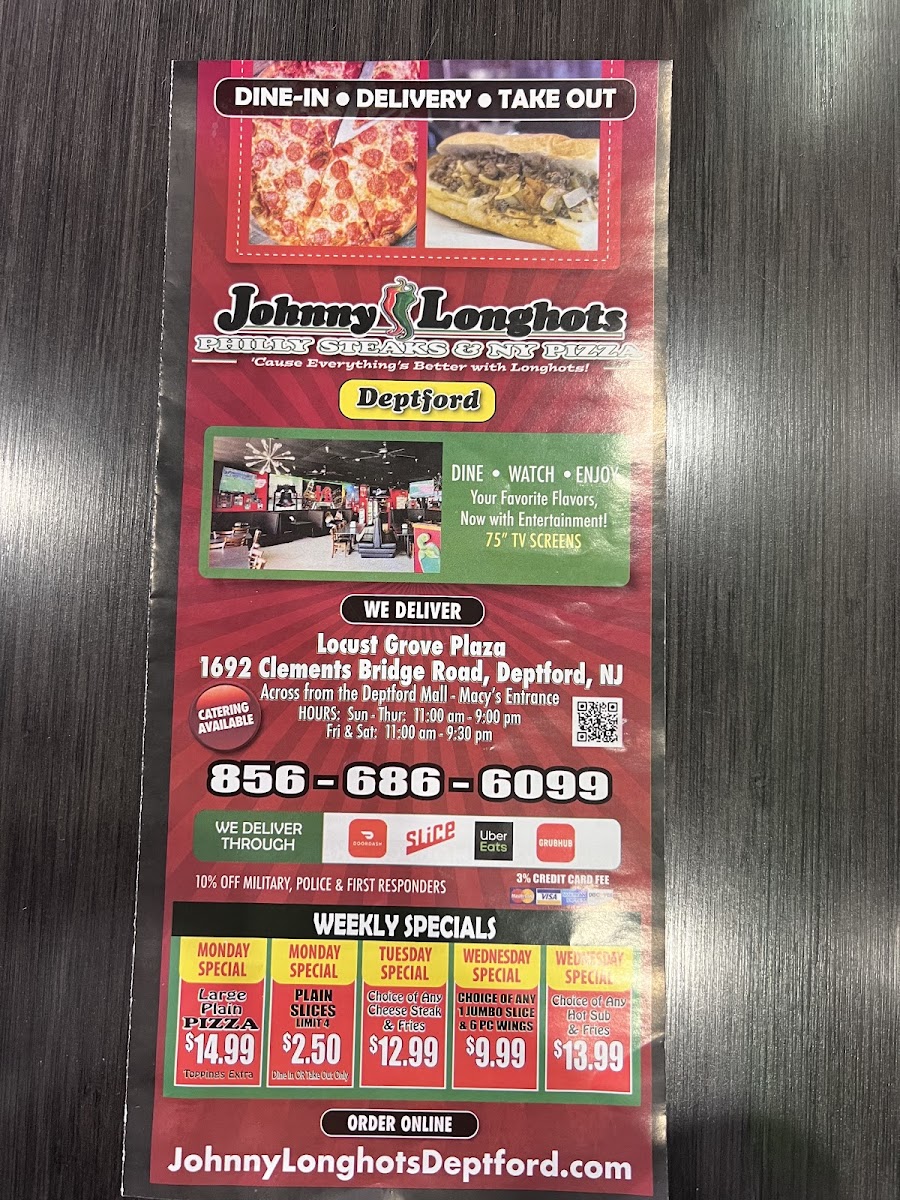 DINE-IN • DELIVERY • TAKE OUT
Johnny Longhots
PHILLY STEAKS & NY PIZZA
'Cause Everything's Better with Longhots!
Deptford
DINE • WATCH • ENJOY
Your Favorite Flavors,
Now with Entertainment!
75" TV SCREENS
WE DELIVER
Locust Grove Plaza
1692 Clements Bridge Road, Deptford, NJ
Across from the Deptford Mall - Macy's Entrance
HOURS: Sun - Thur: 11:00 am - 9:00 pm
Fri & Sat: 11:00 am - 9:30 pm
CATERING
AVAILABLE
856 - 686 - 6099
WE DELIVER
THROUGH
DOORDASH
SLiCE
Uber
Eats
GRUBHUB
10% OFF MILITARY, POLICE & FIRST RESPONDERS
3% CREDIT CARD FEE
MasterCard
VISA
WEEKLY SPECIALS
MONDAY
SPECIAL
Large
Plain
PIZZA
$14.99
Toppings Extra
MONDAY
SPECIAL
PLAIN
SLICES
LIMIT 4
$2.50
Dine In OR Take Out Only
TUESDAY
SPECIAL
Choice of Any
Cheese Steak
& Fries
$12.99
WEDNESDAY
SPECIAL
CHOICE OF ANY
1 JUMBO SLICE
& 6 PC WINGS
$9.99
WEDNESDAY
SPECIAL
Choice of Any
Hot Sub
& Fries
$13.99
ORDER ONLINE
JohnnyLonghotsDeptford.com